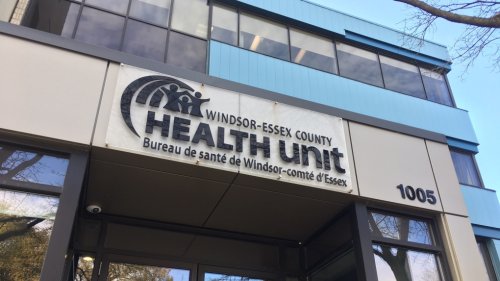 WINDSOR-ESSEX COUNTY
HEALTH unit
Bureau de santé de Windsor-comté d'Essex
1005